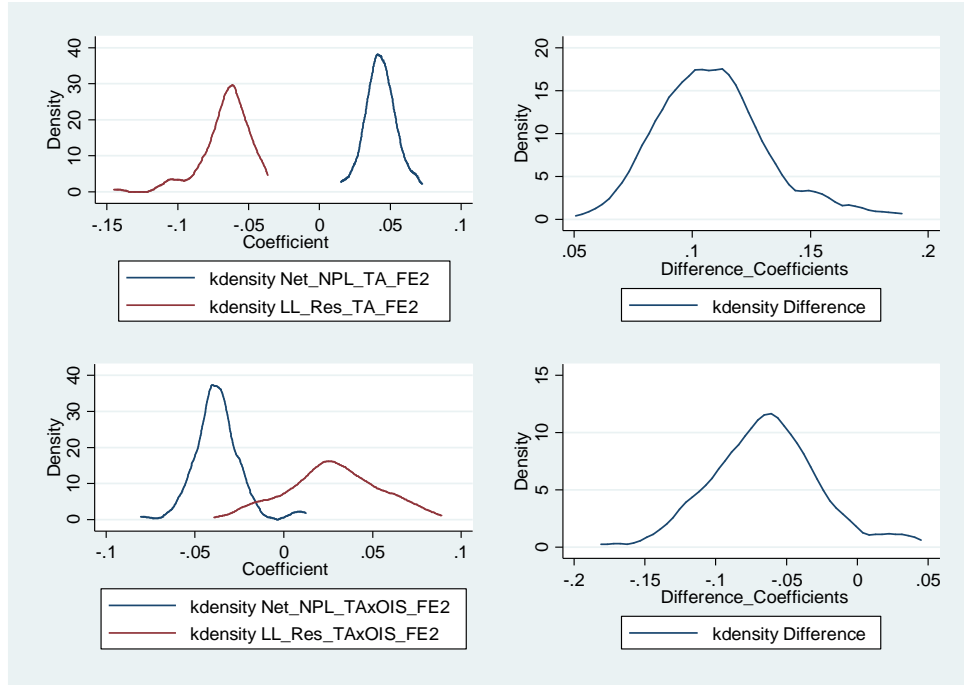 Density
40
30
20
10
0
-.15
-.1
-.05
0
.05
.1
Coefficient
kdensity Net_NPL_TA_FE2
kdensity LL_Res_TA_FE2
Density
20
15
10
5
0
.05
.1
.15
.2
Difference_Coefficients
kdensity Difference
Density
40
30
20
10
0
-.1
-.05
0
.05
.1
Coefficient
kdensity Net_NPL_TAxOIS_FE2
kdensity LL_Res_TAxOIS_FE2
Density
15
10
5
0
-.2
-.15
-.1
-.05
0
.05
Difference_Coefficients
kdensity Difference